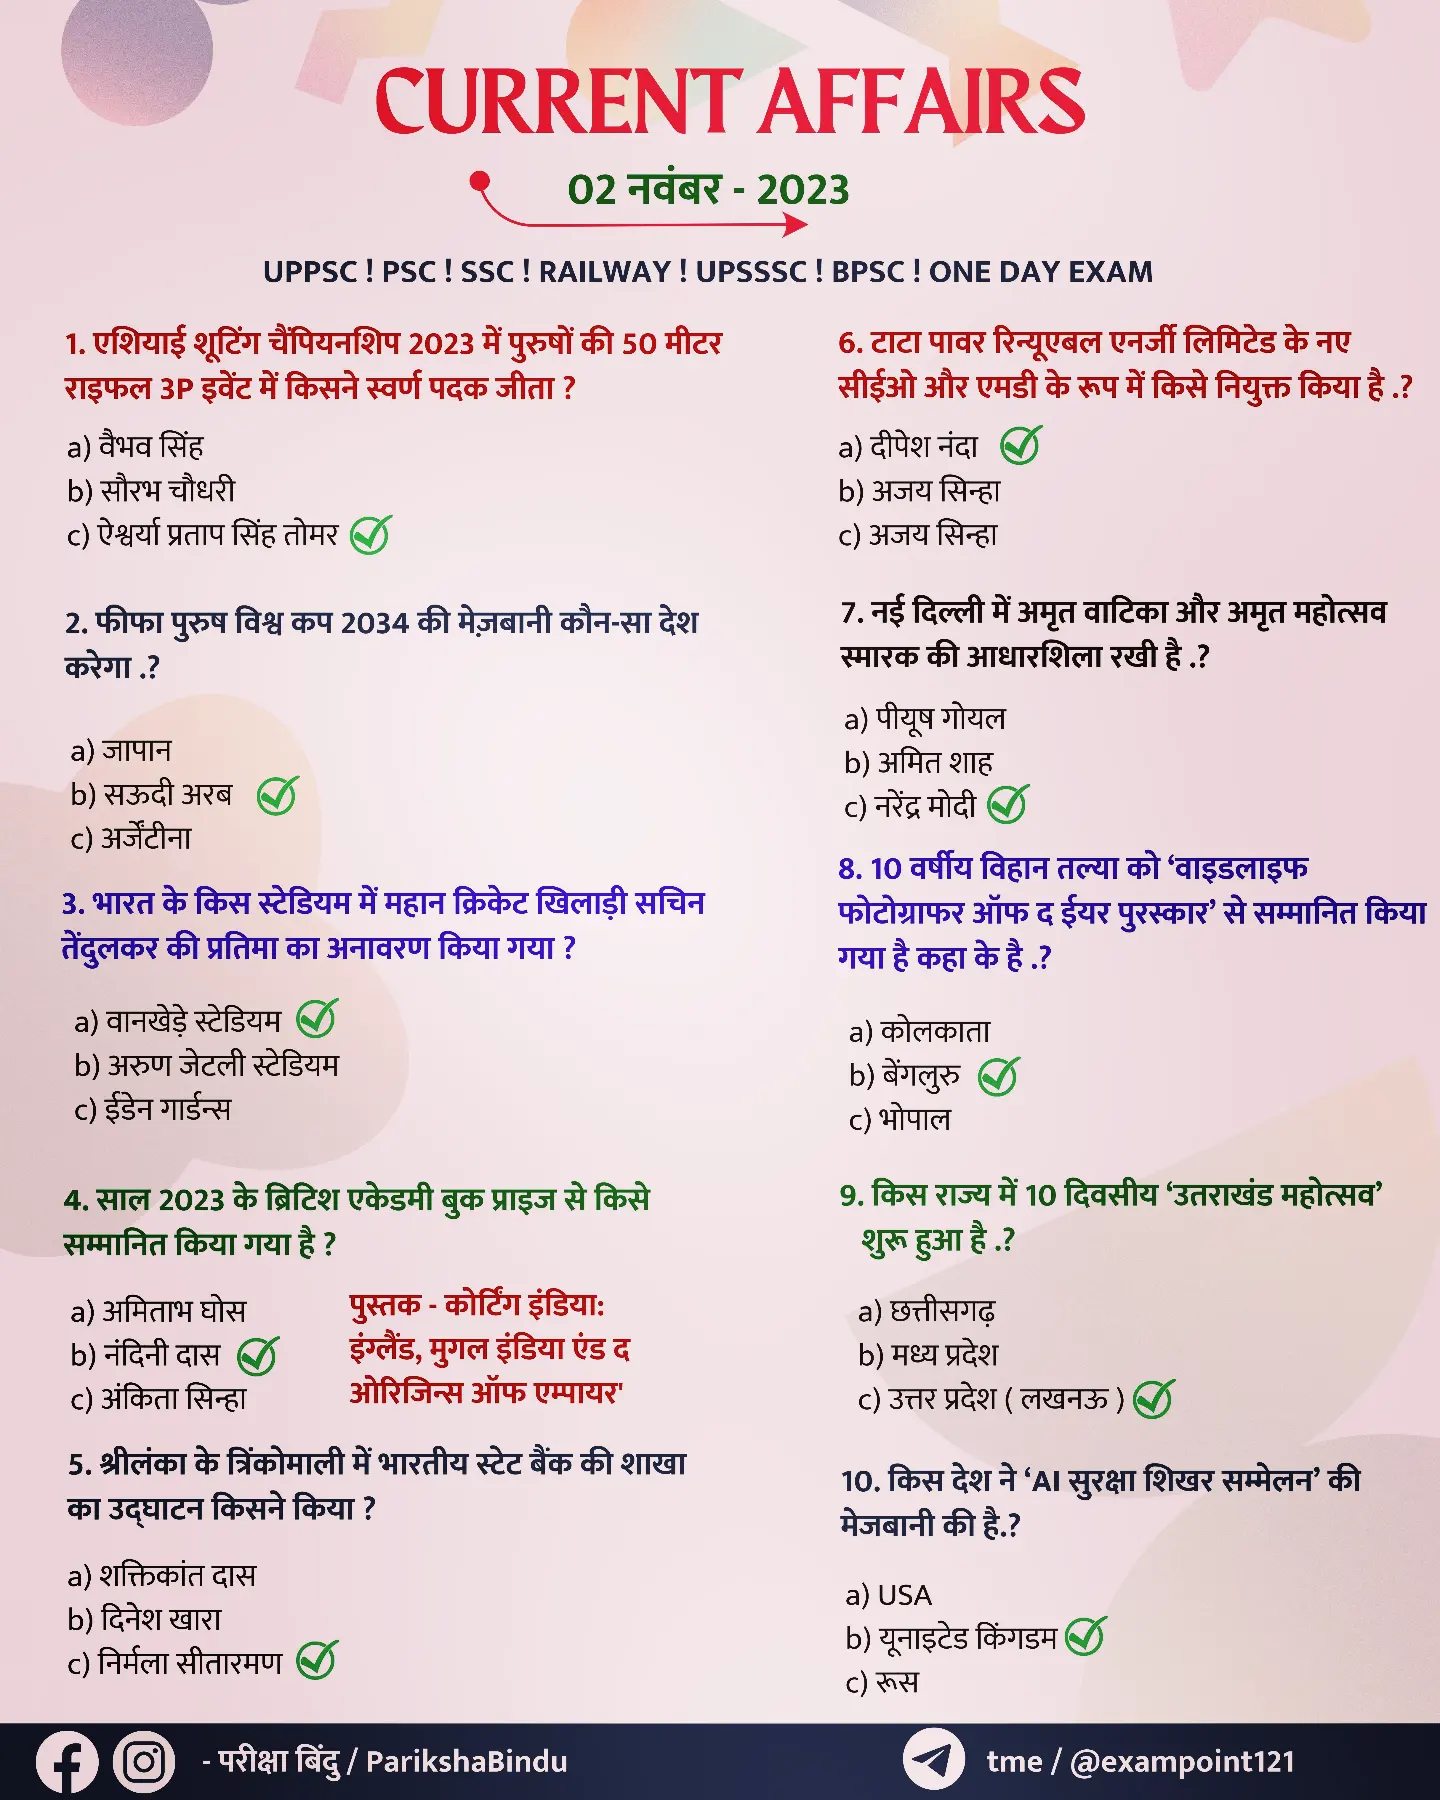 CURRENT AFFAIRS
02 नवंबर - 2023
UPPSC ! PSC ! SSC ! RAILWAY ! UPSSSC ! BPSC ! ONE DAY EXAM
1. एशियाई शूटिंग चैंपियनशिप 2023 में पुरुषों की 50 मीटर
राइफल 3P इवेंट में किसने स्वर्ण पदक जीता ?
a) वैभव सिंह
b) सौरभ चौधरी
c) ऐश्वर्या प्रताप सिंह तोमर
2. फीफा पुरुष विश्व कप 2034 की मेज़बानी कौन-सा देश
करेगा .?
a) जापान
b) सऊदी अरब
c) अर्जेंटीना
3. भारत के किस स्टेडियम में महान क्रिकेट खिलाड़ी सचिन
तेंदुलकर की प्रतिमा का अनावरण किया गया ?
a) वानखेड़े स्टेडियम
b) अरुण जेटली स्टेडियम
c) ईडेन गार्डन्स
4. साल 2023 के ब्रिटिश एकेडमी बुक प्राइज से किसे
सम्मानित किया गया है ?
a) अमिताभ घोस
b) नंदिनी दास
c) अंकिता सिन्हा
पुस्तक - कोर्टिंग इंडिया:
इंग्लैंड, मुगल इंडिया एंड द
ओरिजिन्स ऑफ एम्पायर'
5. श्रीलंका के त्रिंकोमाली में भारतीय स्टेट बैंक की शाखा
का उद्घाटन किसने किया ?
a) शक्तिकांत दास
b) दिनेश खारा
c) निर्मला सीतारमण
6. टाटा पावर रिन्यूएबल एनर्जी लिमिटेड के नए
सीईओ और एमडी के रूप में किसे नियुक्त किया है .?
a) दीपेश नंदा
b) अजय सिन्हा
c) अजय सिन्हा
7. नई दिल्ली में अमृत वाटिका और अमृत महोत्सव
स्मारक की आधारशिला रखी है .?
a) पीयूष गोयल
b) अमित शाह
c) नरेंद्र मोदी
8. 10 वर्षीय विहान तल्या को ‘वाइडलाइफ
फोटोग्राफर ऑफ द ईयर पुरस्कार’ से सम्मानित किया
गया है कहा के है .?
a) कोलकाता
b) बेंगलुरु
c) भोपाल
9. किस राज्य में 10 दिवसीय ‘उतराखंड महोत्सव’
शुरू हुआ है .?
a) छत्तीसगढ़
b) मध्य प्रदेश
c) उत्तर प्रदेश ( लखनऊ )
10. किस देश ने ‘AI सुरक्षा शिखर सम्मेलन’ की
मेजबानी की है.?
a) USA
b) यूनाइटेड किंगडम
c) रूस
- परीक्षा बिंदु / ParikshaBindu
tme / @exampoint121